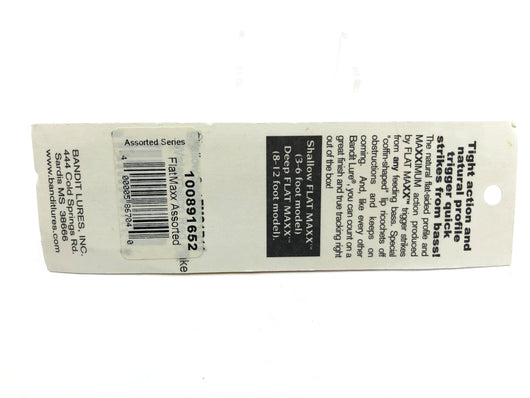 Tight action and
natural profile
trigger quick
strikes from bass!
The natural flat-sided profile and
MAXXIMUM action produced
by FLAT MAXX™ trigger strikes
from any feeding bass. Special
"coffin-shaped" lip ricochets off
obstructions and keeps on
coming. And, like every other
Bandit Lure®, you can count on a
great finish and true tracking right
out of the box!
Shallow FLAT MAXX™
(3-6 foot model)
Deep FLAT MAXX™
(8-12 foot model).
ike
100891652
FlatMaxx Assorted
Assorted Series
BANDIT LURES, INC.
444 Cold Springs Rd.
Sardis MS 38666
www.banditlures.com